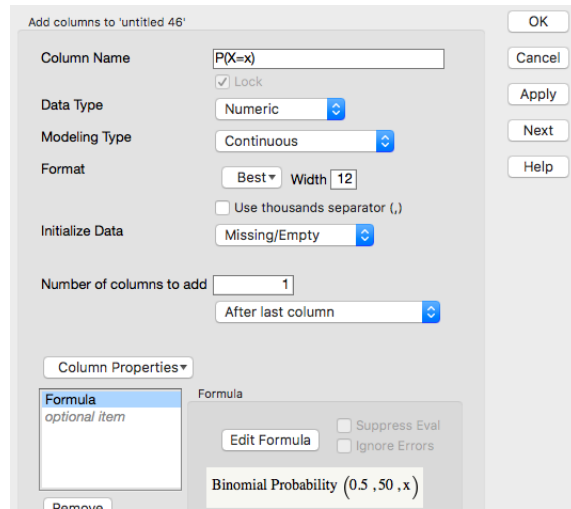 Add columns to 'untitled 46'
OK
Column Name P(X=x)
Cancel
Lock
Apply
Data Type Numeric
Modeling Type Continuous
Next
Format Best Width 12
Help
Use thousands separator (,)
Initialize Data Missing/Empty
Number of columns to add 1
After last column
Column Properties
Formula
optional item
Formula
Edit Formula
Suppress Eval
Ignore Errors
Binomial Probability (0.5 ,50 ,x)
Remove